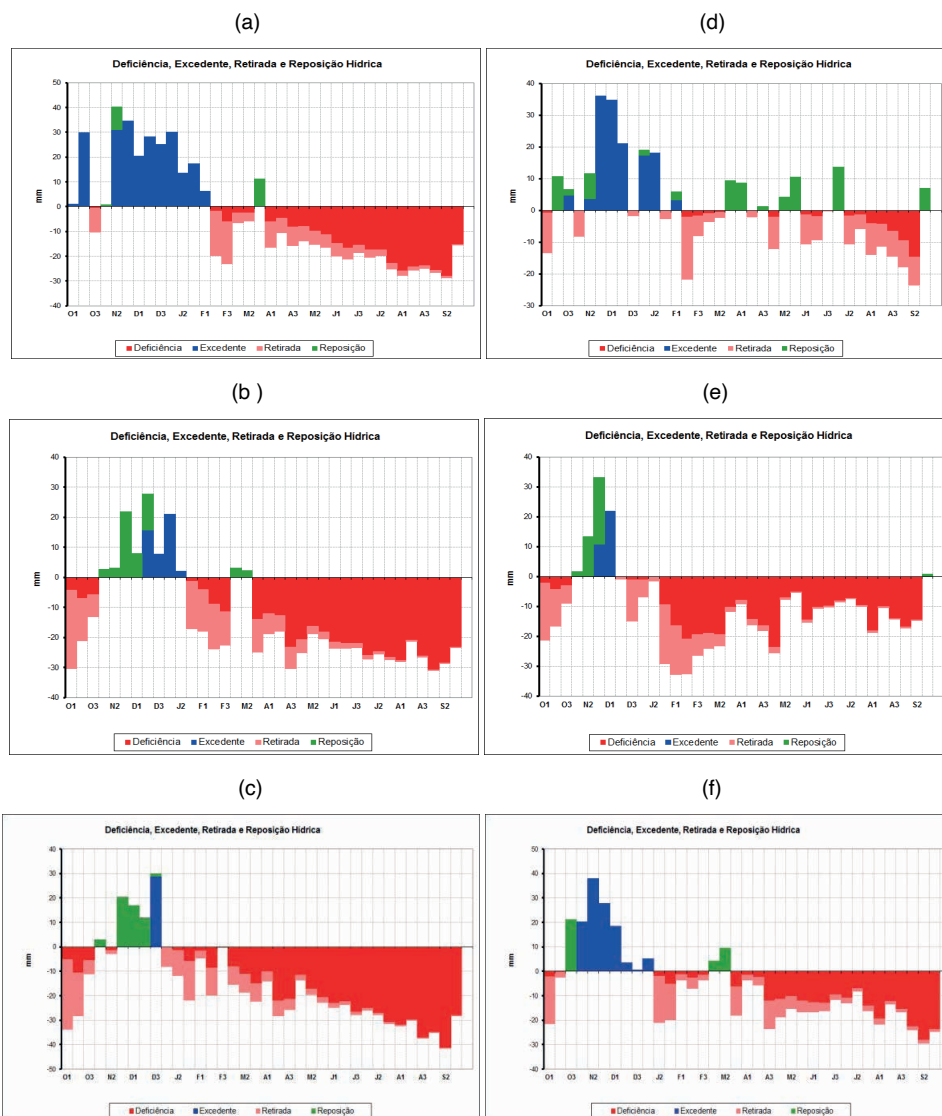 (a)
Deficiência, Excedente, Retirada e Reposição Hídrica
50
40
30
20
10
0
-10
-20
-30
-40
mm
O1 O3 N2 D1 D3 J2 F1 F3 M2 A1 A3 M2 J1 J3 J2 A1 A3 S2
Deficiência Excedente Retirada Reposição
(d)
Deficiência, Excedente, Retirada e Reposição Hídrica
40
30
20
10
0
-10
-20
-30
mm
O1 O3 N2 D1 D3 J2 F1 F3 M2 A1 A3 M2 J1 J3 J2 A1 A3 S2
Deficiência Excedente Retirada Reposição
(b )
Deficiência, Excedente, Retirada e Reposição Hídrica
40
30
20
10
0
-10
-20
-30
-40
mm
O1 O3 N2 D1 D3 J2 F1 F3 M2 A1 A3 M2 J1 J3 J2 A1 A3 S2
Deficiência Excedente Retirada Reposição
(e)
Deficiência, Excedente, Retirada e Reposição Hídrica
40
30
20
10
0
-10
-20
-30
-40
mm
O1 O3 N2 D1 D3 J2 F1 F3 M2 A1 A3 M2 J1 J3 J2 A1 A3 S2
Deficiência Excedente Retirada Reposição
(c)
Deficiência, Excedente, Retirada e Reposição Hídrica
40
30
20
10
0
-10
-20
-30
-40
-50
mm
O1 O3 N2 D1 D3 J2 F1 F3 M2 A1 A3 M2 J1 J3 J2 A1 A3 S2
Deficiência Excedente Retirada Reposição
(f)
Deficiência, Excedente, Retirada e Reposição Hídrica
50
40
30
20
10
0
-10
-20
-30
-40
mm
O1 O3 N2 D1 D3 J2 F1 F3 M2 A1 A3 M2 J1 J3 J2 A1 A3 S2
Deficiência Excedente Retirada Reposição